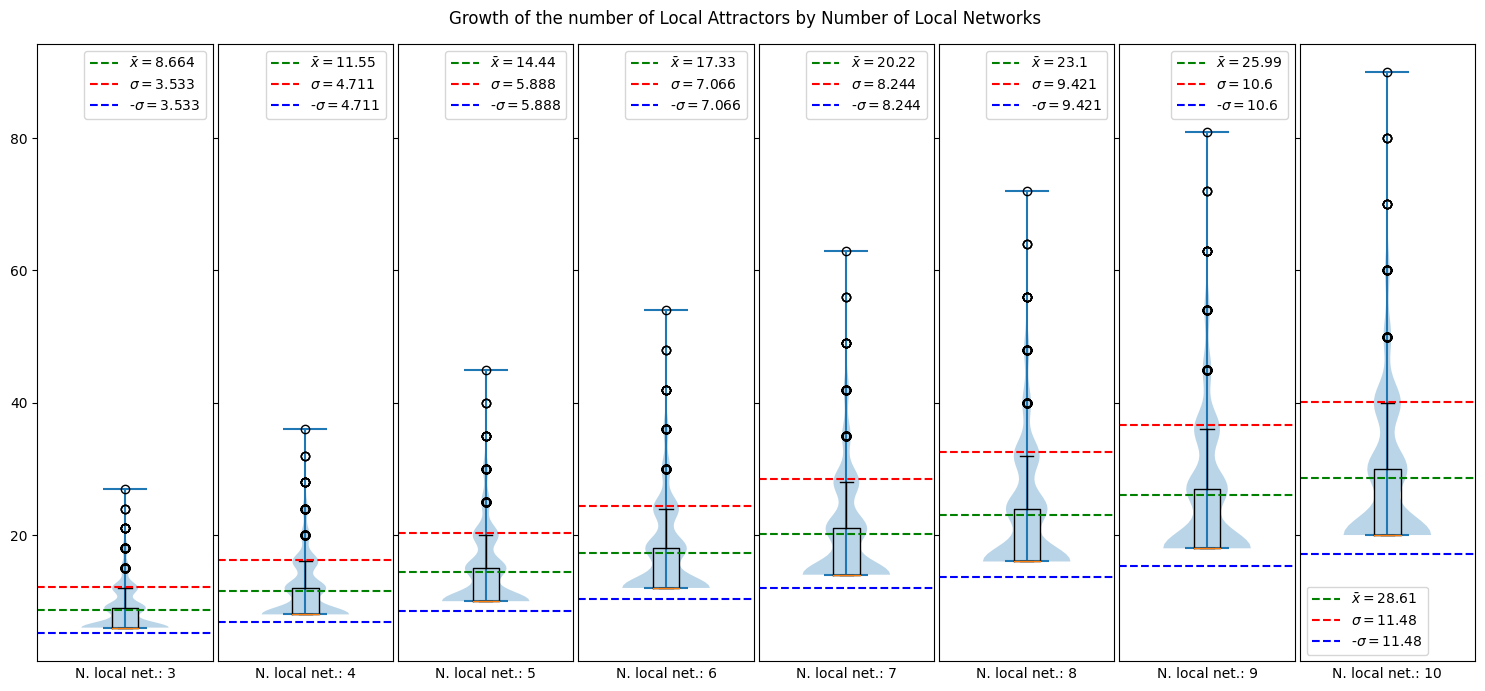 Growth of the number of Local Attractors by Number of Local Networks
x̄ = 8.664
σ = 3.533
-σ = 3.533
x̄ = 11.55
σ = 4.711
-σ = 4.711
x̄ = 14.44
σ = 5.888
-σ = 5.888
x̄ = 17.33
σ = 7.066
-σ = 7.066
x̄ = 20.22
σ = 8.244
-σ = 8.244
x̄ = 23.1
σ = 9.421
-σ = 9.421
x̄ = 25.99
σ = 10.6
-σ = 10.6
x̄ = 28.61
σ = 11.48
-σ = 11.48
80
60
40
20
N. local net.: 3
N. local net.: 4
N. local net.: 5
N. local net.: 6
N. local net.: 7
N. local net.: 8
N. local net.: 9
N. local net.: 10